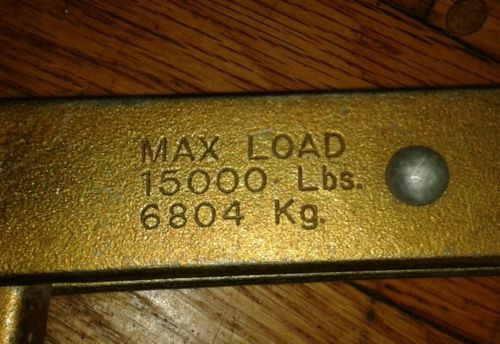 MAX LOAD
15000 Lbs.
6804 Kg.